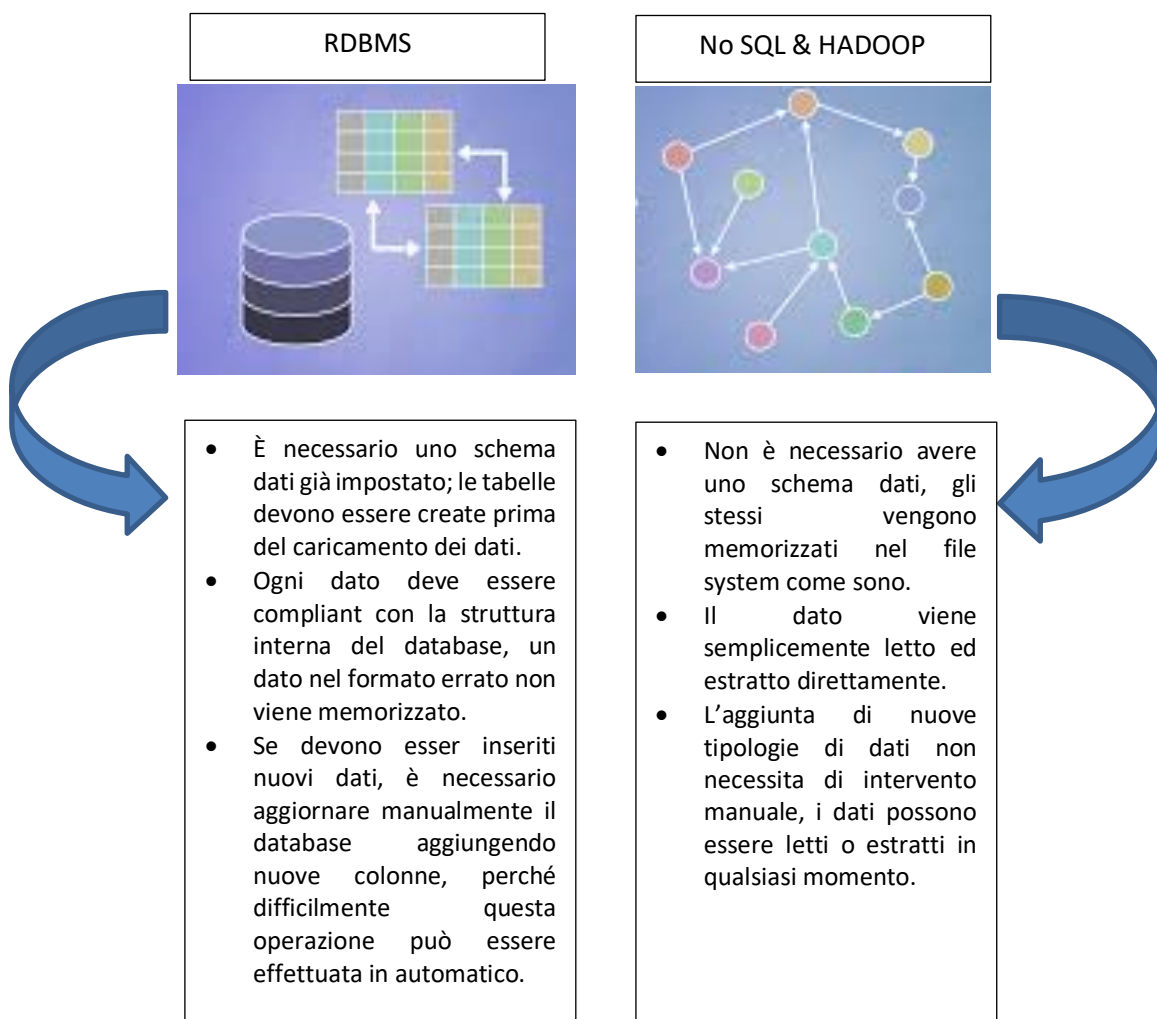 RDBMS
No SQL & HADOOP
• È necessario uno schema
dati già impostato; le tabelle
devono essere create prima
del caricamento dei dati.
• Ogni dato deve essere
compliant con la struttura
interna del database, un
dato nel formato errato non
viene memorizzato.
• Se devono esser inseriti
nuovi dati, è necessario
aggiornare manualmente il
database aggiungendo
nuove colonne, perché
difficilmente questa
operazione può essere
effettuata in automatico.
• Non è necessario avere
uno schema dati, gli
stessi vengono
memorizzati nel file
system come sono.
• Il dato viene
semplicemente letto ed
estratto direttamente.
• L’aggiunta di nuove
tipologie di dati non
necessita di intervento
manuale, i dati possono
essere letti o estratti in
qualsiasi momento.